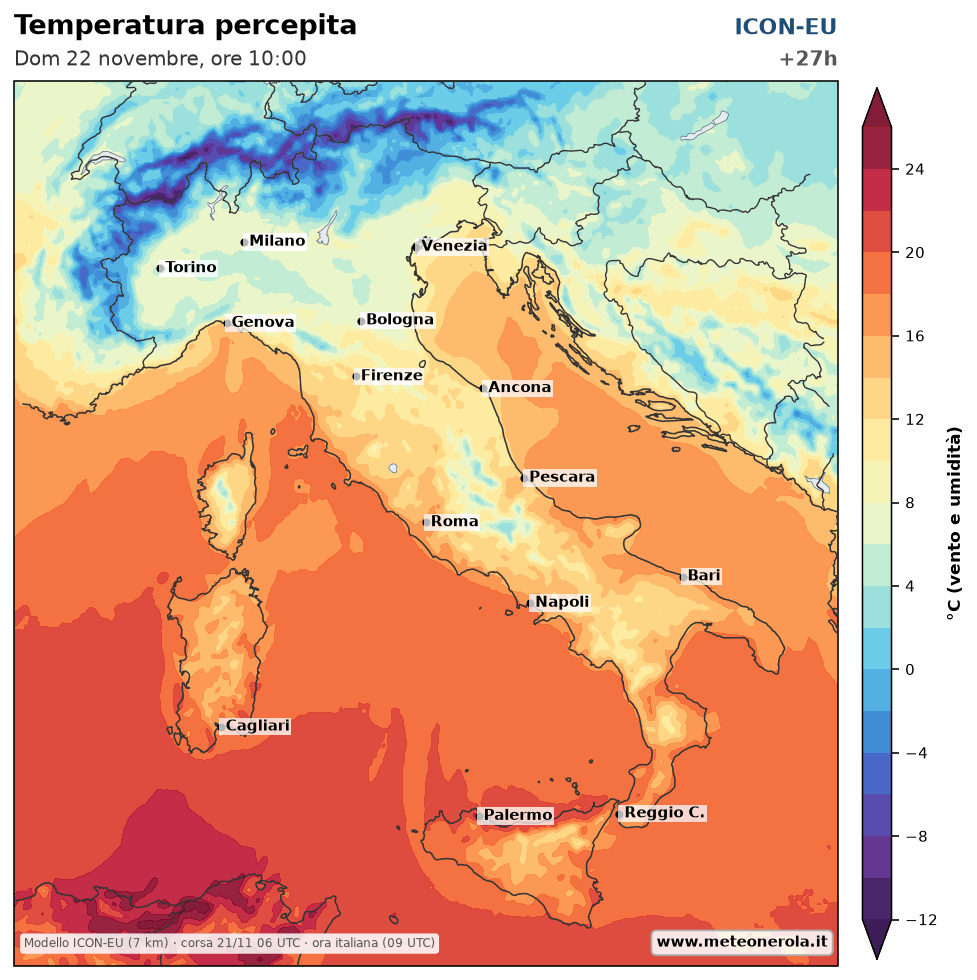 Temperatura percepita
ICON-EU
Dom 22 novembre, ore 10:00
+27h
24
20
16
12
8
4
0
−4
−8
−12
°C (vento e umidità)
Milano
Venezia
Torino
Genova
Bologna
Firenze
Ancona
Pescara
Roma
Bari
Napoli
Cagliari
Palermo
Reggio C.
Modello ICON-EU (7 km) · corsa 21/11 06 UTC · ora italiana (09 UTC)
www.meteonerola.it